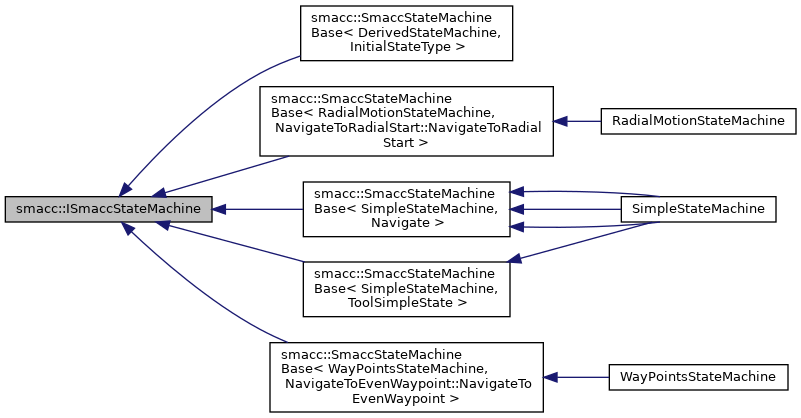 smacc::SmaccStateMachine
Base< DerivedStateMachine,
InitialStateType >
smacc::SmaccStateMachine
Base< RadialMotionStateMachine,
NavigateToRadialStart::NavigateToRadial
Start >
RadialMotionStateMachine
smacc::ISmaccStateMachine
smacc::SmaccStateMachine
Base< SimpleStateMachine,
Navigate >
SimpleStateMachine
smacc::SmaccStateMachine
Base< SimpleStateMachine,
ToolSimpleState >
smacc::SmaccStateMachine
Base< WayPointsStateMachine,
NavigateToEvenWaypoint::NavigateTo
EvenWaypoint >
WayPointsStateMachine